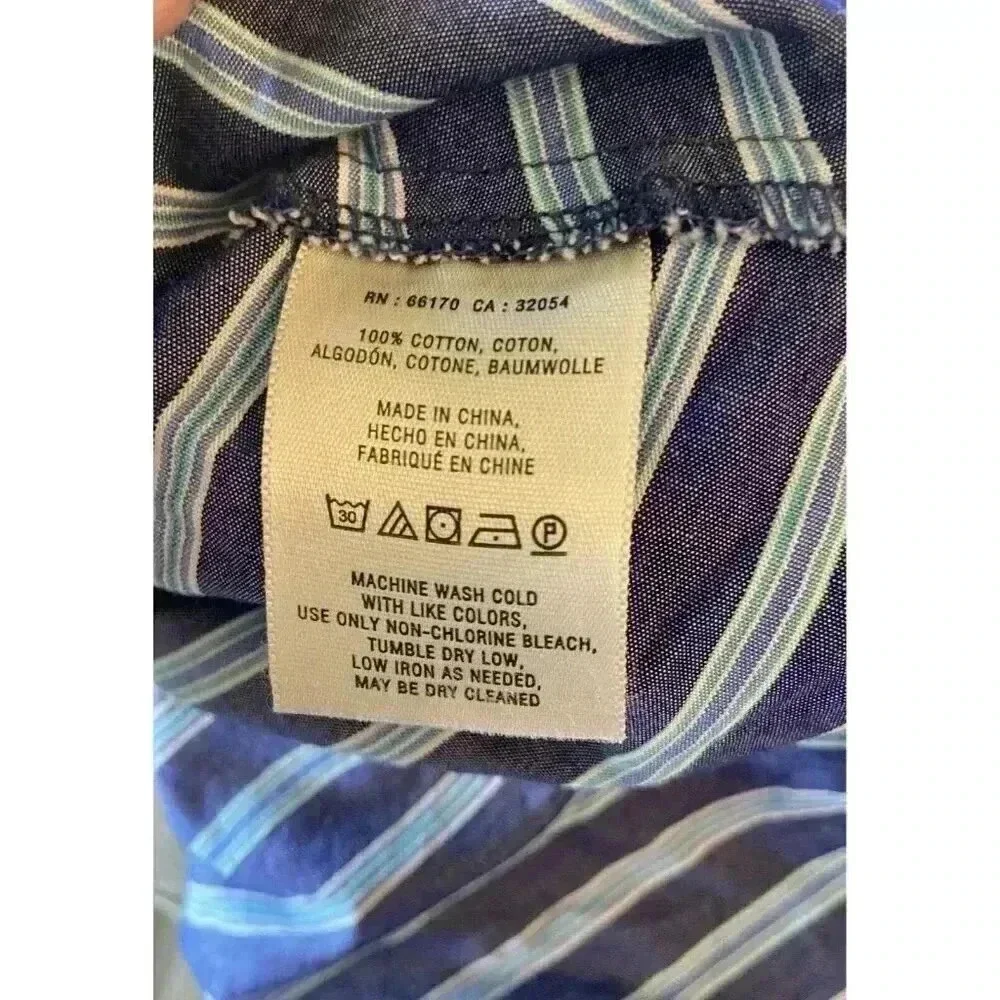 RN : 66170 CA : 32054
100% COTTON, COTON,
ALGODÓN, COTONE, BAUMWOLLE
MADE IN CHINA,
HECHO EN CHINA,
FABRIQUÉ EN CHINE
30 P
MACHINE WASH COLD
WITH LIKE COLORS,
USE ONLY NON-CHLORINE BLEACH,
TUMBLE DRY LOW,
LOW IRON AS NEEDED,
MAY BE DRY CLEANED